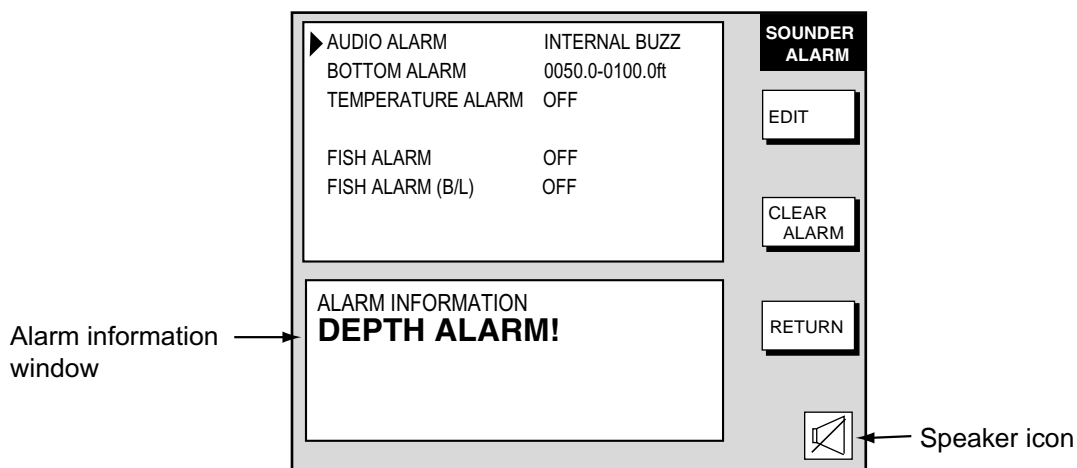 AUDIO ALARM INTERNAL BUZZ
BOTTOM ALARM 0050.0-0100.0ft
TEMPERATURE ALARM OFF
FISH ALARM OFF
FISH ALARM (B/L) OFF
SOUNDER
ALARM
EDIT
CLEAR
ALARM
RETURN
ALARM INFORMATION
DEPTH ALARM!
Alarm information
window
Speaker icon